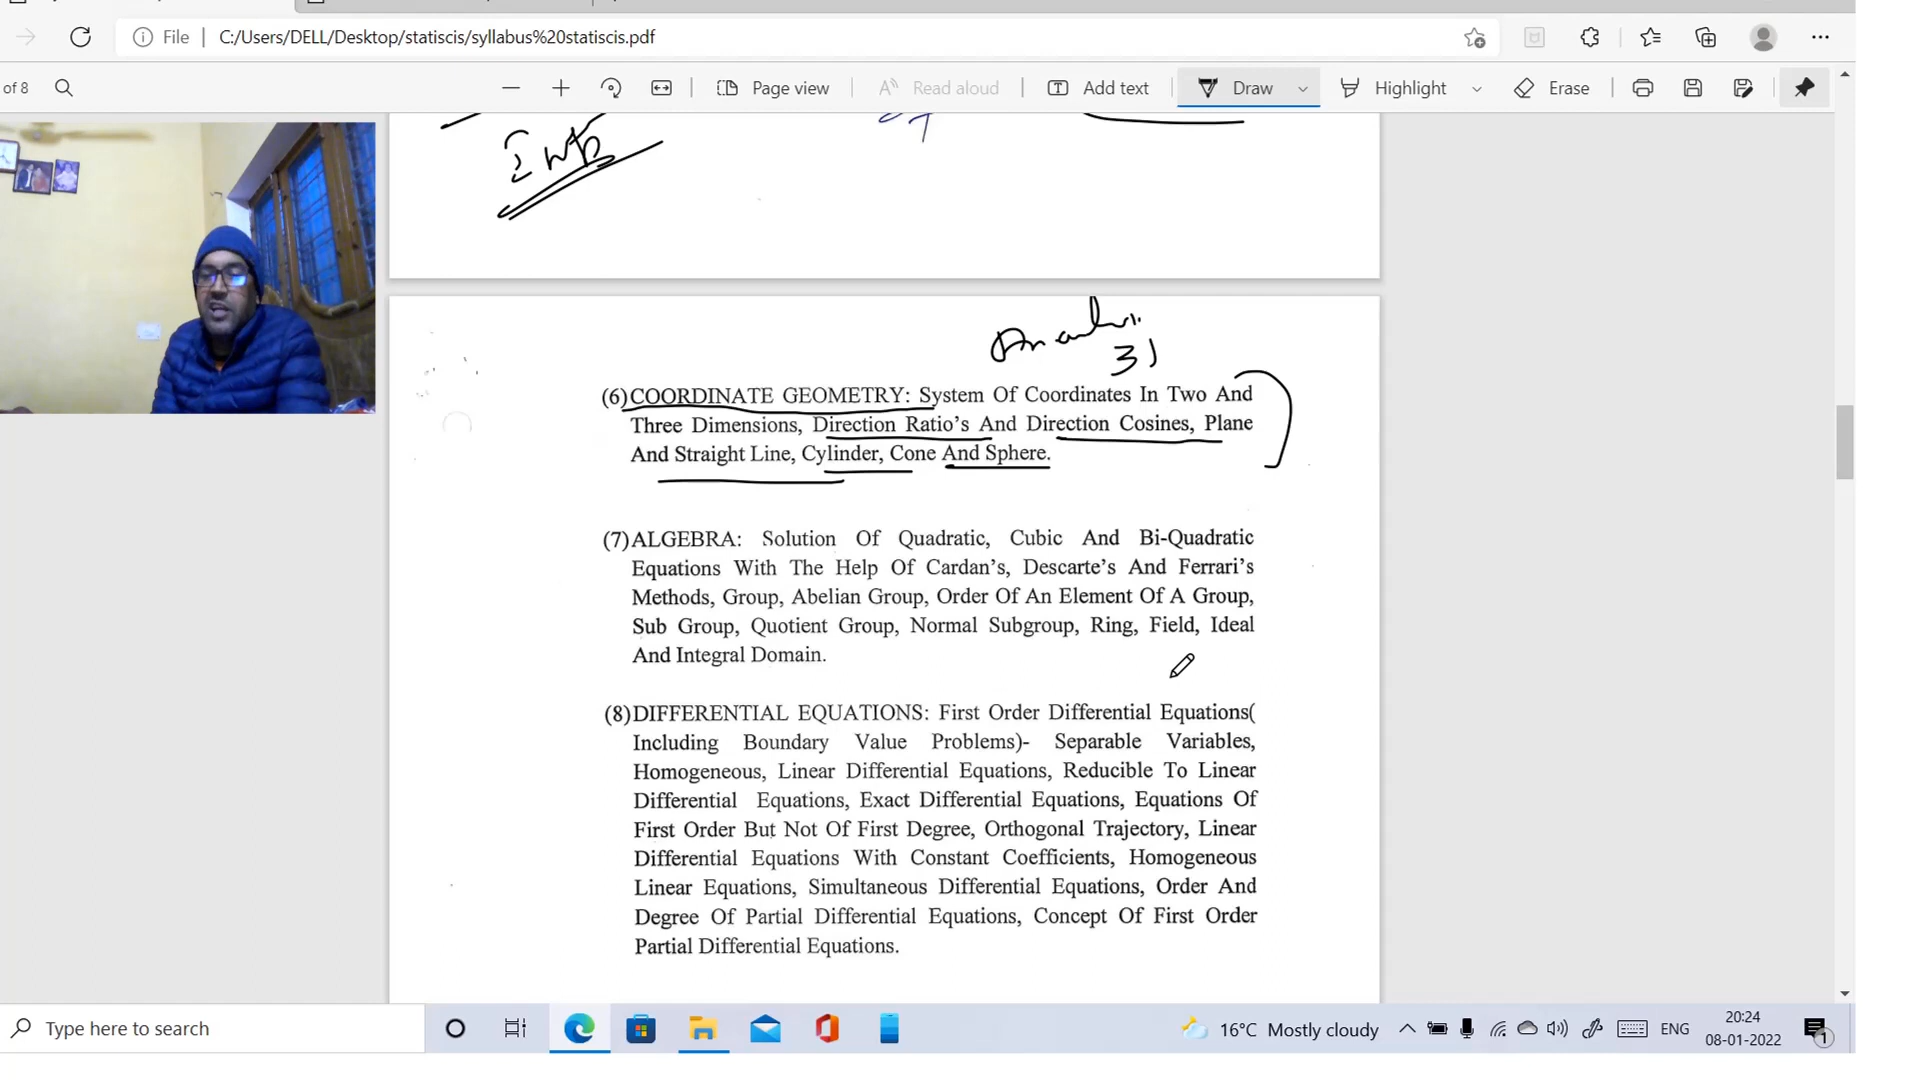 File
C:/Users/DELL/Desktop/statiscis/syllabus%20statiscis.pdf
of 8
Page view
Read aloud
Add text
Draw
Highlight
Erase
(6)COORDINATE GEOMETRY: System Of Coordinates In Two And
Three Dimensions, Direction Ratio's And Direction Cosines, Plane
And Straight Line, Cylinder, Cone And Sphere.
(7)ALGEBRA: Solution Of Quadratic, Cubic And Bi-Quadratic
Equations With The Help Of Cardan's, Descarte's And Ferrari's
Methods, Group, Abelian Group, Order Of An Element Of A Group,
Sub Group, Quotient Group, Normal Subgroup, Ring, Field, Ideal
And Integral Domain.
(8)DIFFERENTIAL EQUATIONS: First Order Differential Equations(
Including Boundary Value Problems)- Separable Variables,
Homogeneous, Linear Differential Equations, Reducible To Linear
Differential Equations, Exact Differential Equations, Equations Of
First Order But Not Of First Degree, Orthogonal Trajectory, Linear
Differential Equations With Constant Coefficients, Homogeneous
Linear Equations, Simultaneous Differential Equations, Order And
Degree Of Partial Differential Equations, Concept Of First Order
Partial Differential Equations.
Type here to search
16°C Mostly cloudy
ENG
20:24
08-01-2022
1